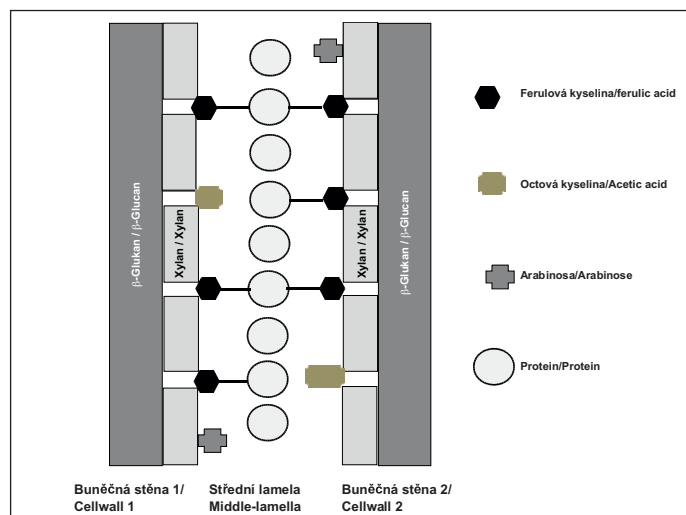 β-Glukan / β-Glucan
Xylan / Xylan
Xylan / Xylan
β-Glukan / β-Glucan
Ferulová kyselina/ferulic acid
Octová kyselina/Acetic acid
Arabinosa/Arabinose
Protein/Protein
Buněčná stěna 1/
Cellwall 1
Střední lamela
Middle-lamella
Buněčná stěna 2/
Cellwall 2